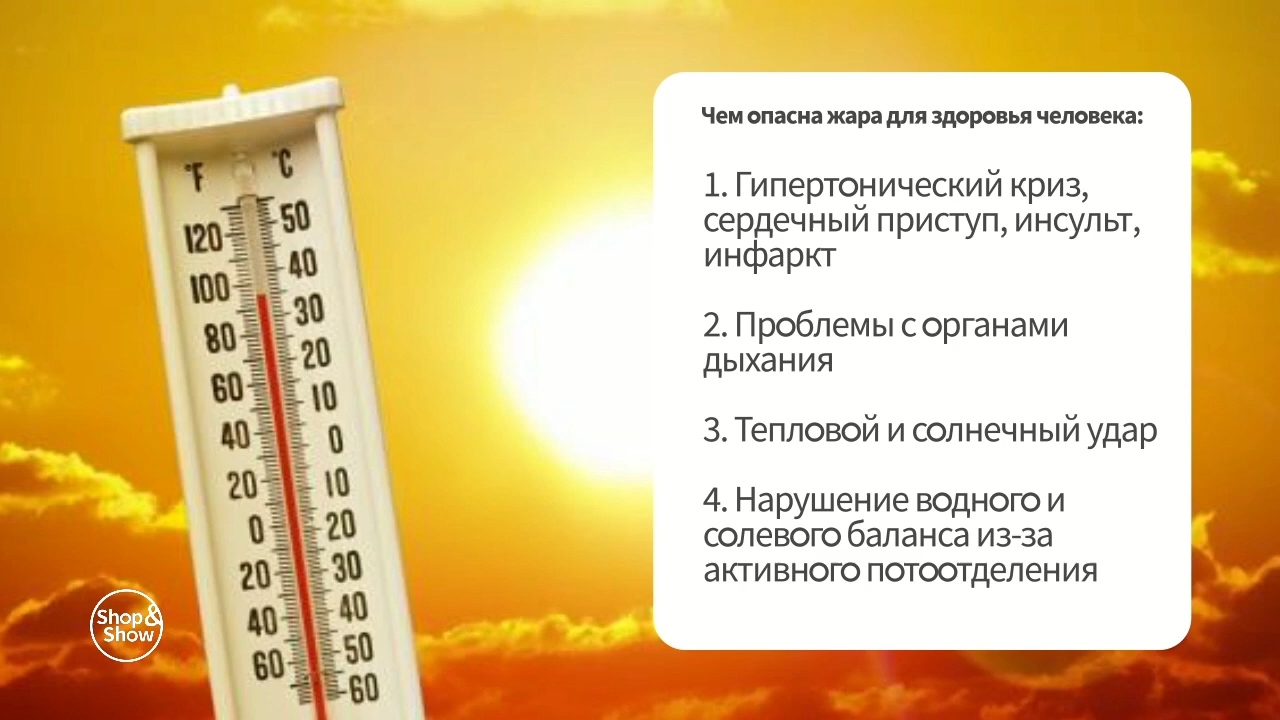 °F °C
120 50
100 40
80 30
60 20
40 10
20 0
0 10
20 20
40 30
60 40
50
60
Shop&
Show
Чем опасна жара для здоровья человека:
1. Гипертонический криз,
сердечный приступ, инсульт,
инфаркт
2. Проблемы с органами
дыхания
3. Тепловой и солнечный удар
4. Нарушение водного и
солевого баланса из-за
активного потоотделения